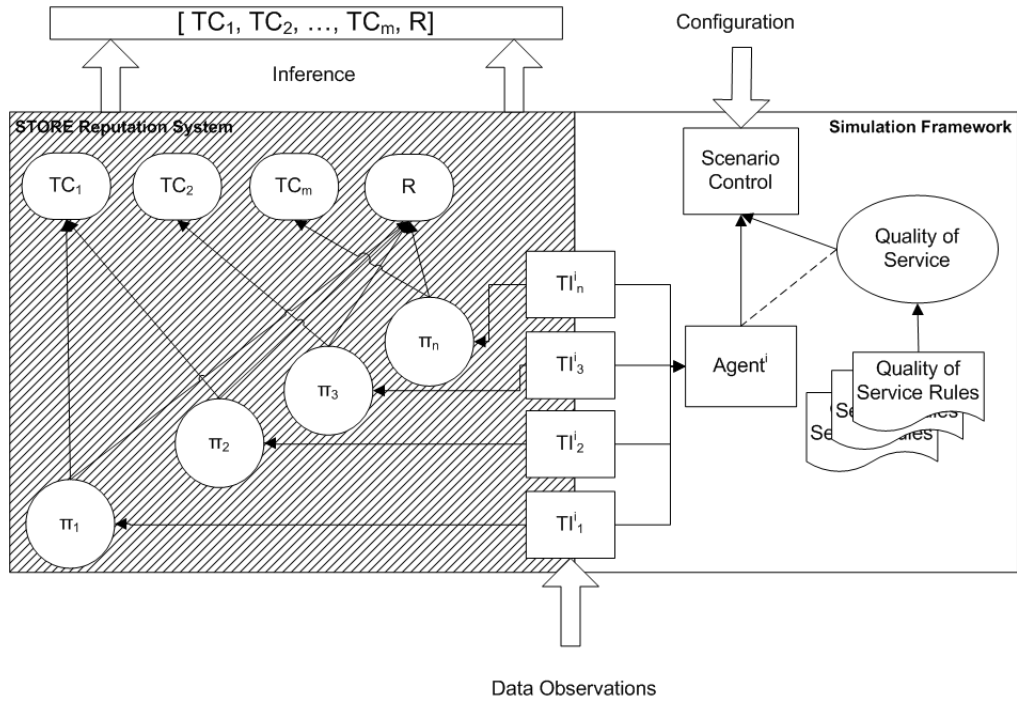 [ TC₁, TC₂, …, TCₘ, R]
Configuration
Inference
STORE Reputation System
Simulation Framework
TC₁
TC₂
TCₘ
R
Scenario
Control
Quality of
Service
TIⁱₙ
πₙ
TIⁱ₃
Agentⁱ
Quality of
Service Rules
π₃
TIⁱ₂
π₂
TIⁱ₁
π₁
Data Observations